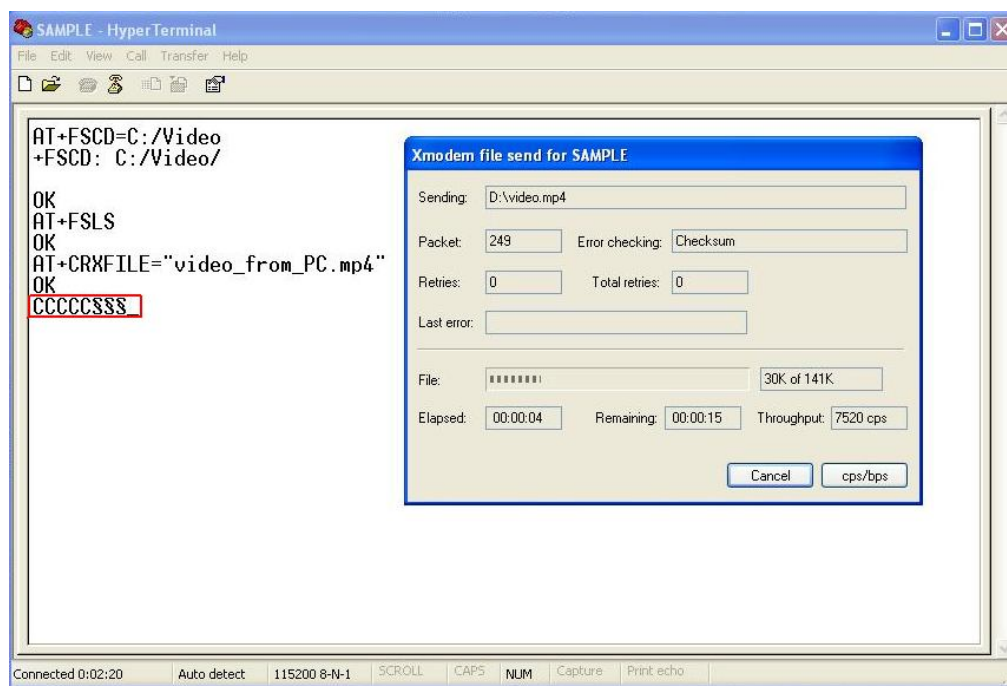 SAMPLE - HyperTerminal
File Edit View Call Transfer Help
AT+FSCD=C:/Video
+FSCD: C:/Video/
OK
AT+FSLS
OK
AT+CRXFILE="video_from_PC.mp4"
OK
CCCCC§§§_
Xmodem file send for SAMPLE
Sending: D:\video.mp4
Packet: 249 Error checking: Checksum
Retries: 0 Total retries: 0
Last error:
File: 30K of 141K
Elapsed: 00:00:04 Remaining: 00:00:15 Throughput: 7520 cps
Cancel cps/bps
Connected 0:02:20 Auto detect 115200 8-N-1 SCROLL CAPS NUM Capture Print echo